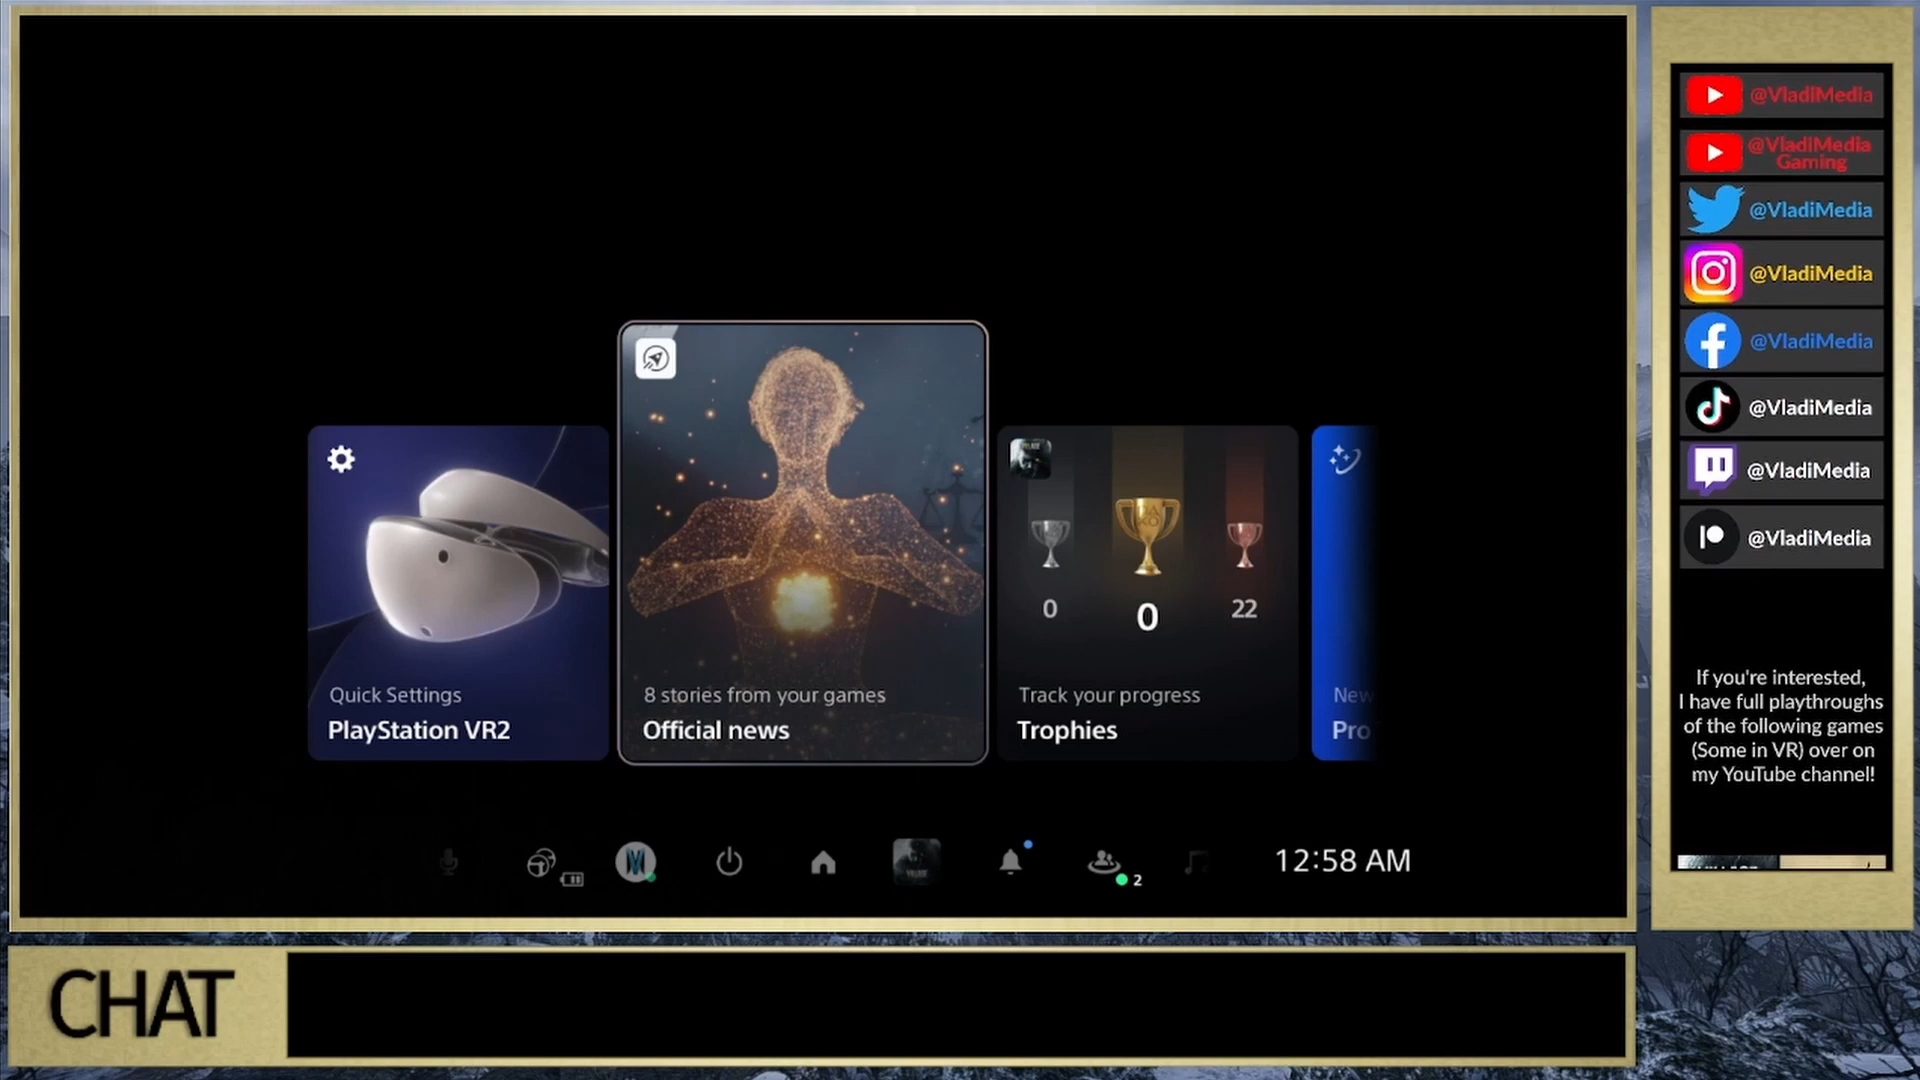 Quick Settings
PlayStation VR2
8 stories from your games
Official news
0
0
22
Track your progress
Trophies
New
Pro
2
12:58 AM
@VladiMedia
@VladiMedia
Gaming
@VladiMedia
@VladiMedia
@VladiMedia
@VladiMedia
@VladiMedia
@VladiMedia
If you're interested,
I have full playthroughs
of the following games
(Some in VR) over on
my YouTube channel!
CHAT